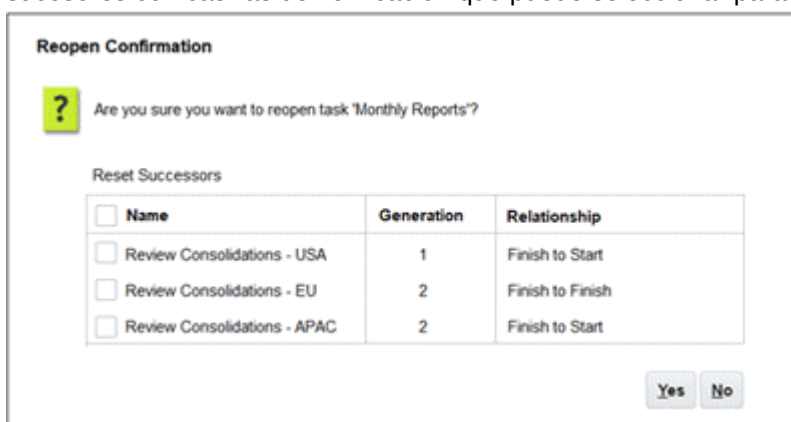 Reopen Confirmation
? Are you sure you want to reopen task 'Monthly Reports'?
Reset Successors
Name Generation Relationship
Review Consolidations - USA 1 Finish to Start
Review Consolidations - EU 2 Finish to Finish
Review Consolidations - APAC 2 Finish to Start
Yes No